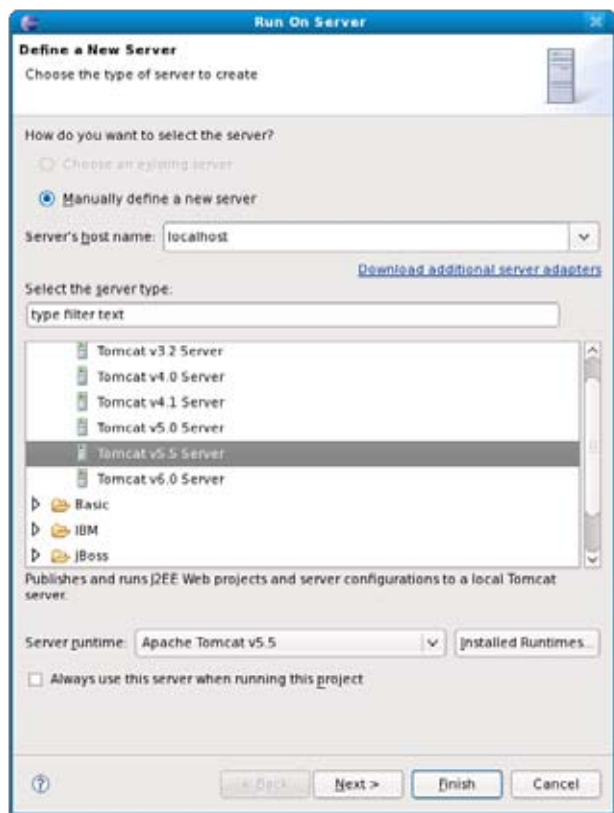 Run On Server
Define a New Server
Choose the type of server to create
How do you want to select the server?
Choose an existing server
Manually define a new server
Server's host name: localhost
Download additional server adapters
Select the server type:
type filter text
Tomcat v3.2 Server
Tomcat v4.0 Server
Tomcat v4.1 Server
Tomcat v5.0 Server
Tomcat v5.5 Server
Tomcat v6.0 Server
Basic
IBM
JBoss
Publishes and runs J2EE Web projects and server configurations to a local Tomcat
server.
Server runtime: Apache Tomcat v5.5 Installed Runtimes...
Always use this server when running this project
? < Back Next > Finish Cancel